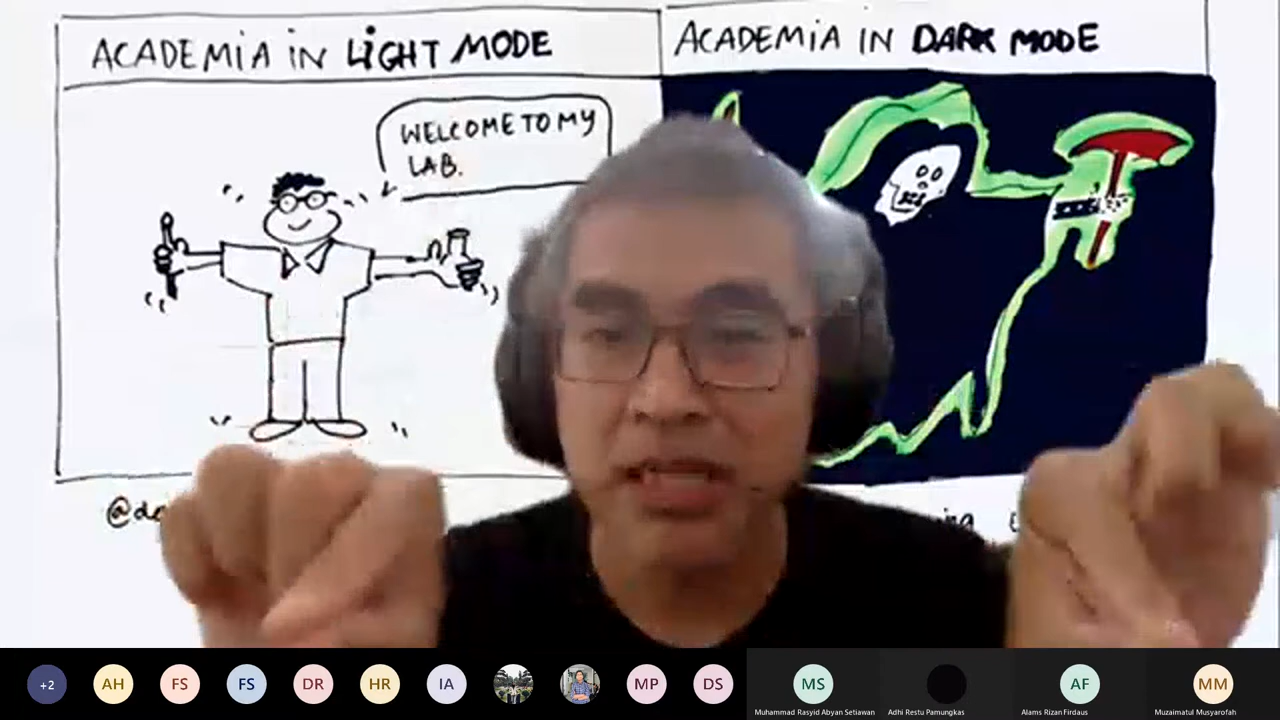 ACADEMiA iN LiGHT MODE
ACADEMiA IN DARK MODE
WELCOME TO MY
LAB.
+2
AH
FS
FS
DR
HR
IA
MP
DS
MS
AF
MM
Muhammad Rasyid Abyan Setiawan
Adhi Restu Pamungkas
Alams Rizan Firdaus
Muzaimatul Musyarofah